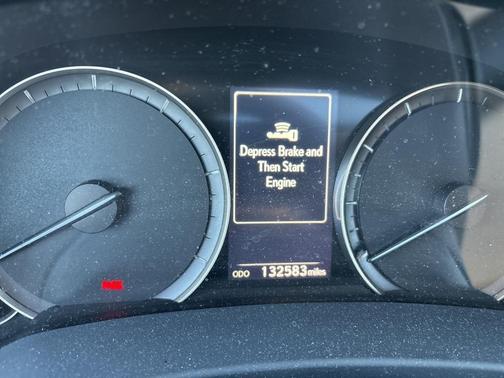 Depress Brake and
Then Start
Engine
ODO 132583 miles